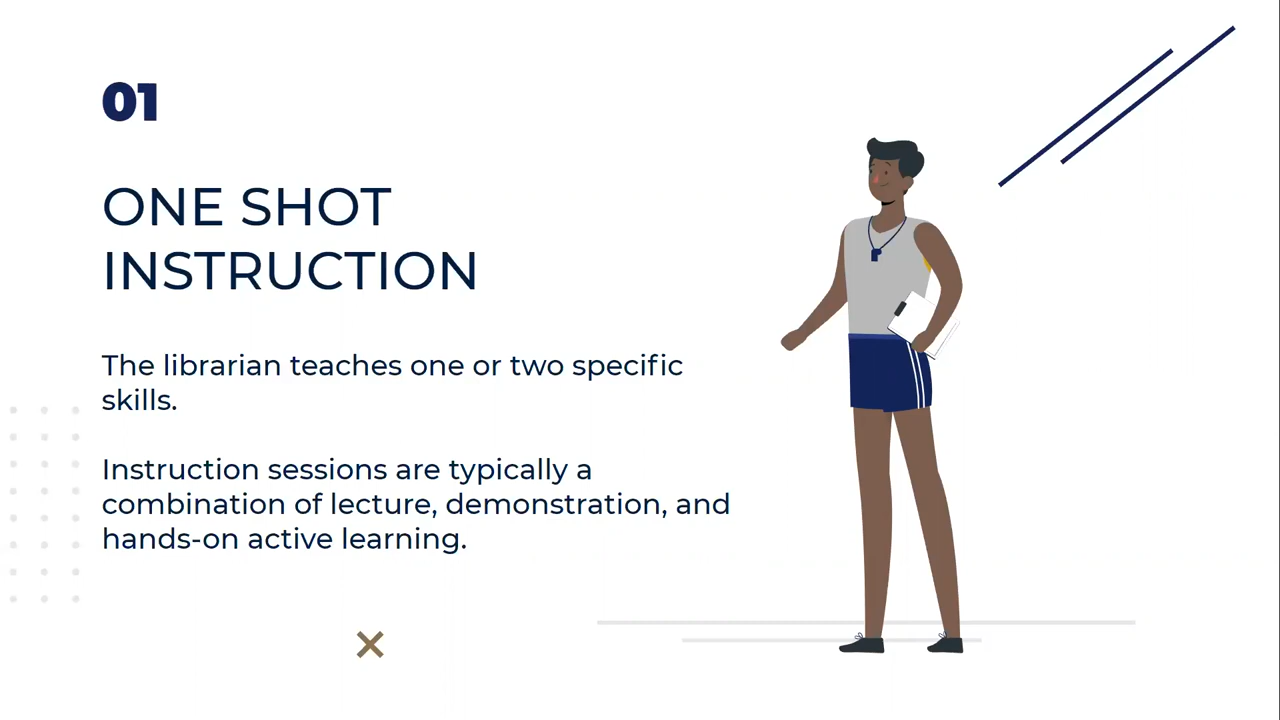 01
ONE SHOT
INSTRUCTION
The librarian teaches one or two specific
skills.
Instruction sessions are typically a
combination of lecture, demonstration, and
hands-on active learning.